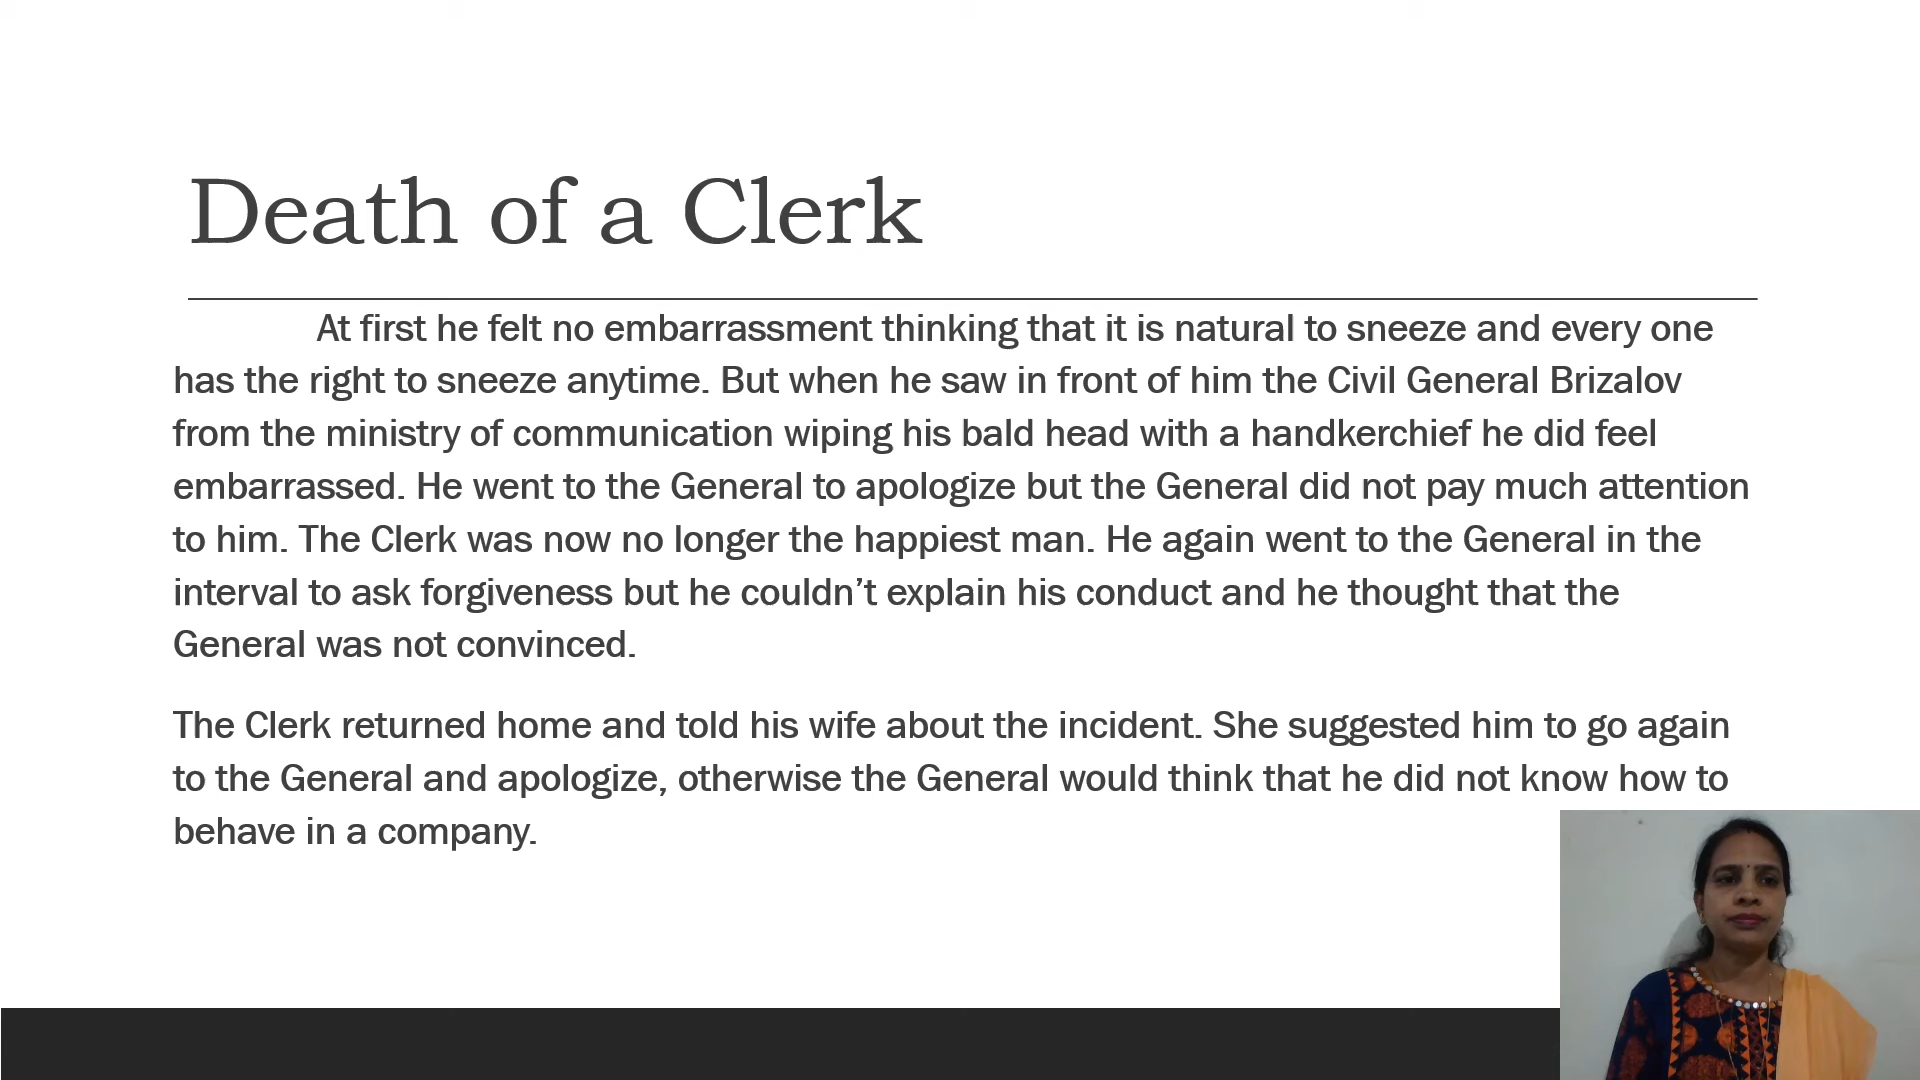 Death of a Clerk
At first he felt no embarrassment thinking that it is natural to sneeze and every one
has the right to sneeze anytime. But when he saw in front of him the Civil General Brizalov
from the ministry of communication wiping his bald head with a handkerchief he did feel
embarrassed. He went to the General to apologize but the General did not pay much attention
to him. The Clerk was now no longer the happiest man. He again went to the General in the
interval to ask forgiveness but he couldn’t explain his conduct and he thought that the
General was not convinced.
The Clerk returned home and told his wife about the incident. She suggested him to go again
to the General and apologize, otherwise the General would think that he did not know how to
behave in a company.